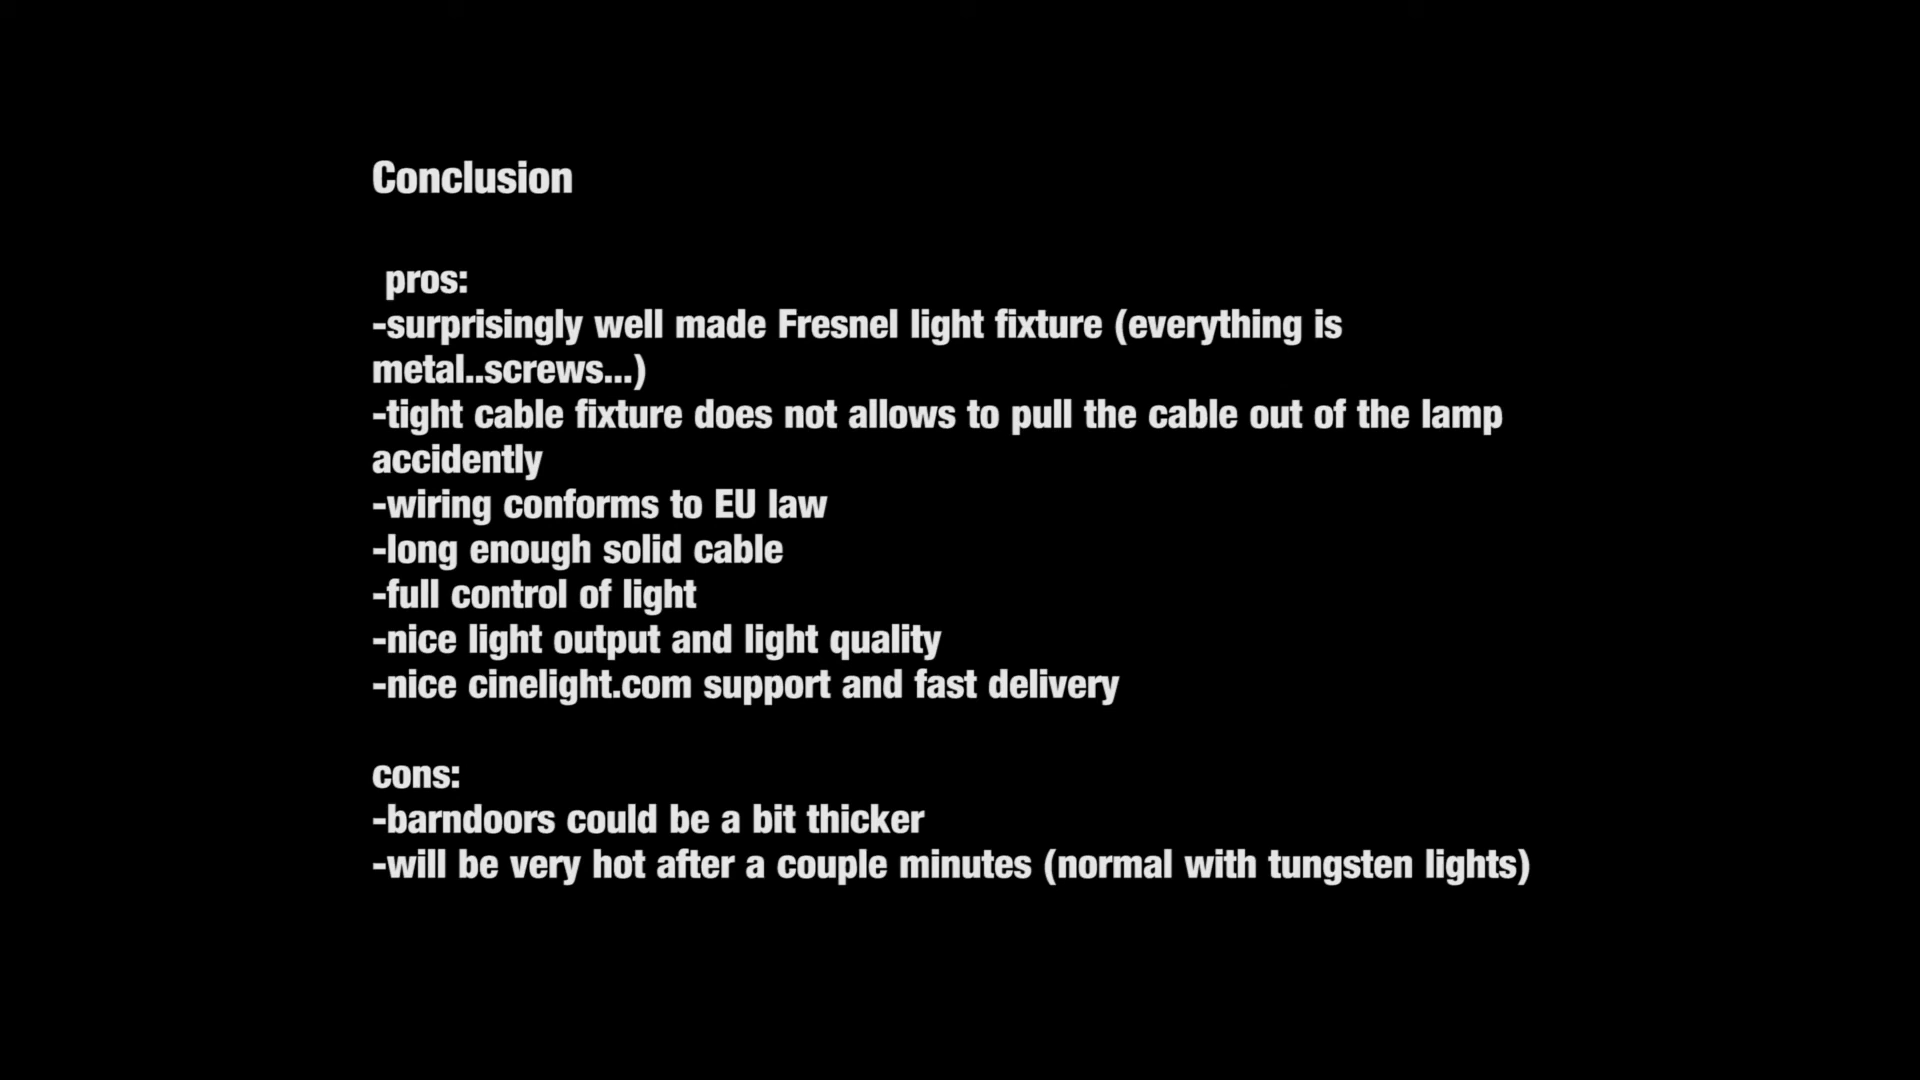 Conclusion
pros:
-surprisingly well made Fresnel light fixture (everything is
metal..screws...)
-tight cable fixture does not allows to pull the cable out of the lamp
accidently
-wiring conforms to EU law
-long enough solid cable
-full control of light
-nice light output and light quality
-nice cinelight.com support and fast delivery
cons:
-barndoors could be a bit thicker
-will be very hot after a couple minutes (normal with tungsten lights)